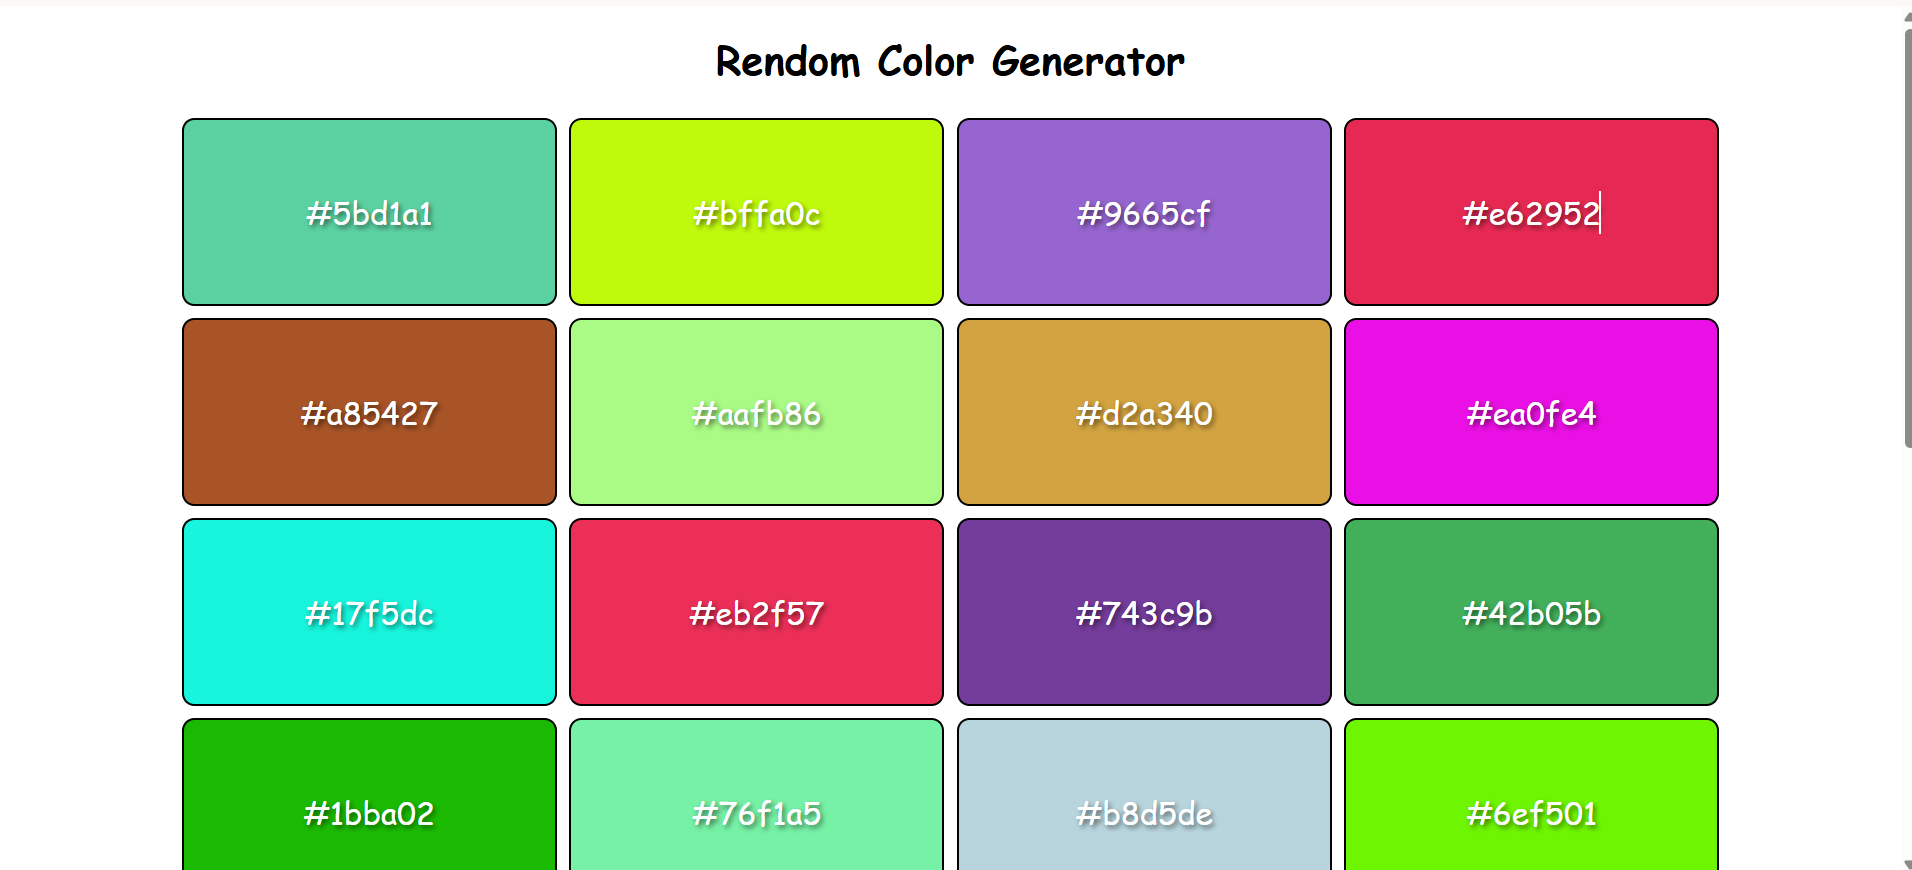 Rendom Color Generator
#5bd1a1 #bffa0c #9665cf #e62952
#a85427 #aafb86 #d2a340 #ea0fe4
#17f5dc #eb2f57 #743c9b #42b05b
#1bba02 #76f1a5 #b8d5de #6ef501